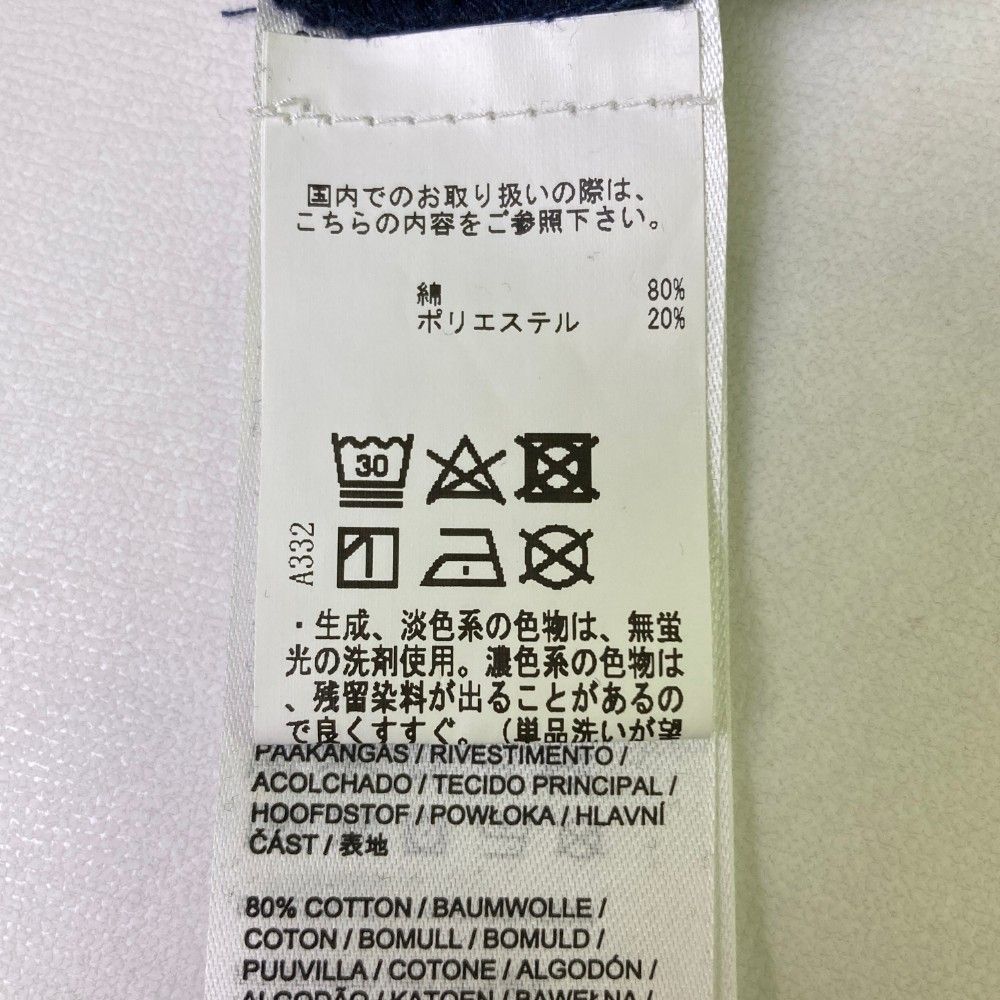 国内でのお取り扱いの際は、
こちらの内容をご参照下さい。
綿 80%
ポリエステル 20%
30
A332
・生成、淡色系の色物は、無蛍
光の洗剤使用。濃色系の色物は
、残留染料が出ることがあるの
で良くすすぐ。（単品洗いが望
PÄÄKANGAS / RIVESTIMENTO /
ACOLCHADO / TECIDO PRINCIPAL /
HOOFDSTOF / POWŁOKA / HLAVNÍ
ČÁST / 表地
80% COTTON / BAUMWOLLE /
COTON / BOMULL / BOMULD /
PUUVILLA / COTONE / ALGODÓN /
ALGODÃO / KATOEN / BAWEŁNA /